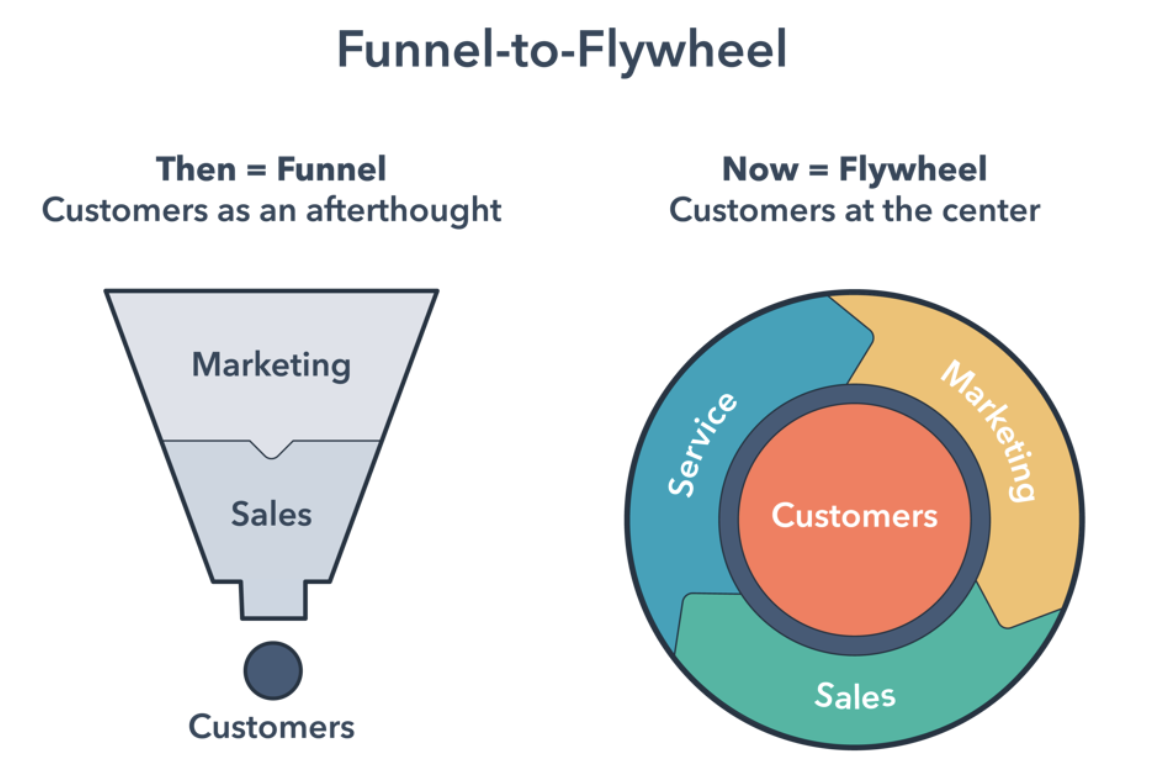 Funnel-to-Flywheel
Then = Funnel
Customers as an afterthought
Marketing
Sales
Customers
Now = Flywheel
Customers at the center
Service
Marketing
Customers
Sales